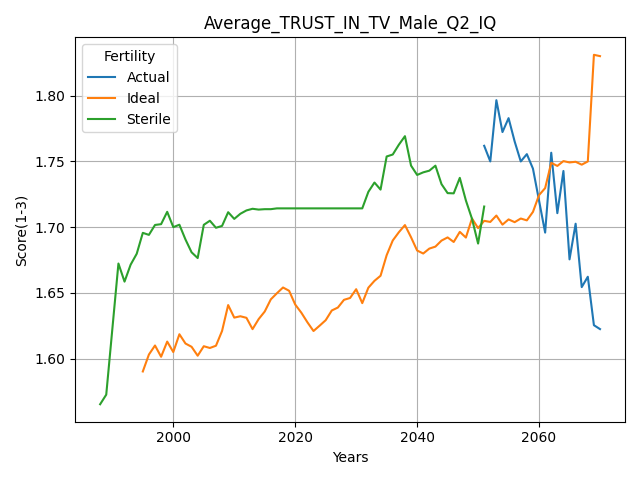 Average_TRUST_IN_TV_Male_Q2_IQ
Fertility
Actual
Ideal
Sterile
Score(1-3)
1.80
1.75
1.70
1.65
1.60
2000 2020 2040 2060
Years